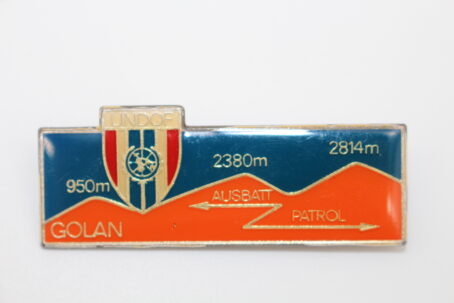 UNDOF
950m
2380m
2814m
AUSBATT
PATROL
GOLAN